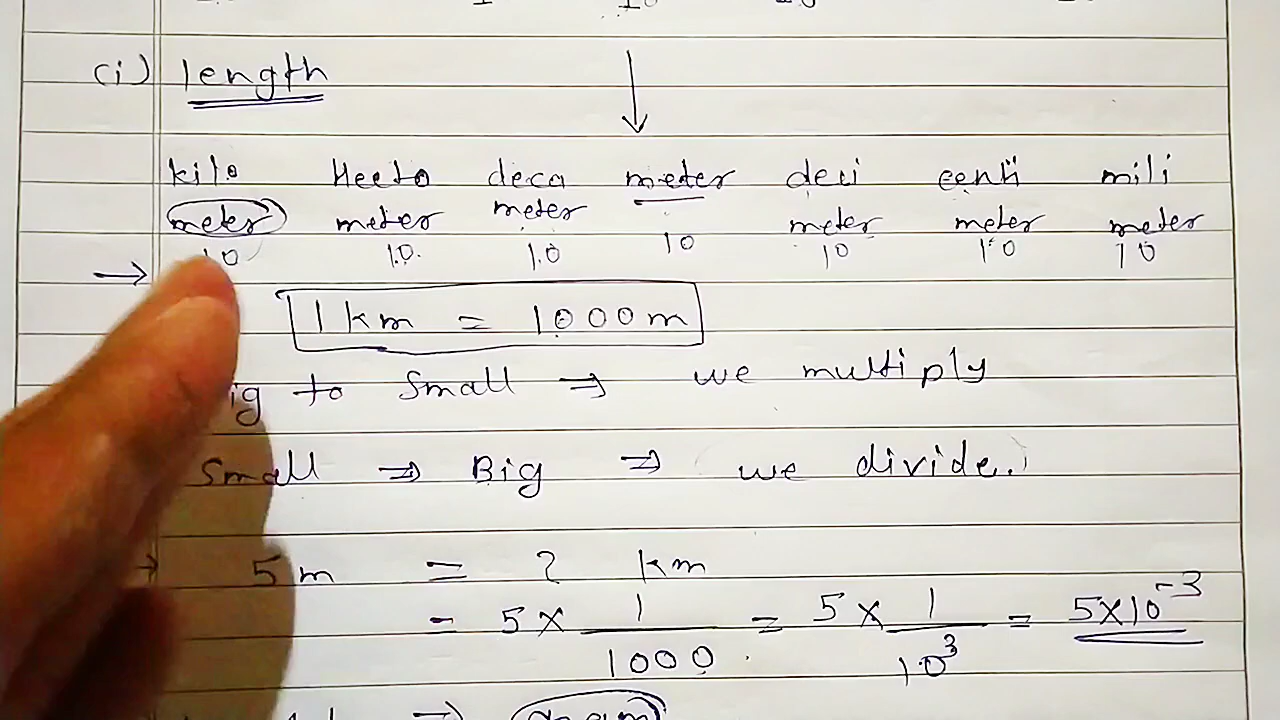 (i) length
kilo Hecto deca meter deci centi mili
meter meter meter meter meter meter
10 10 10 10 10 10 10
→
1 km = 1000 m
ig to small ⇒ we multiply
small ⇒ Big ⇒ we divide.
→ 5 m = ? km
= 5 × 1/1000 = 5 × 1/10³ = 5×10⁻³